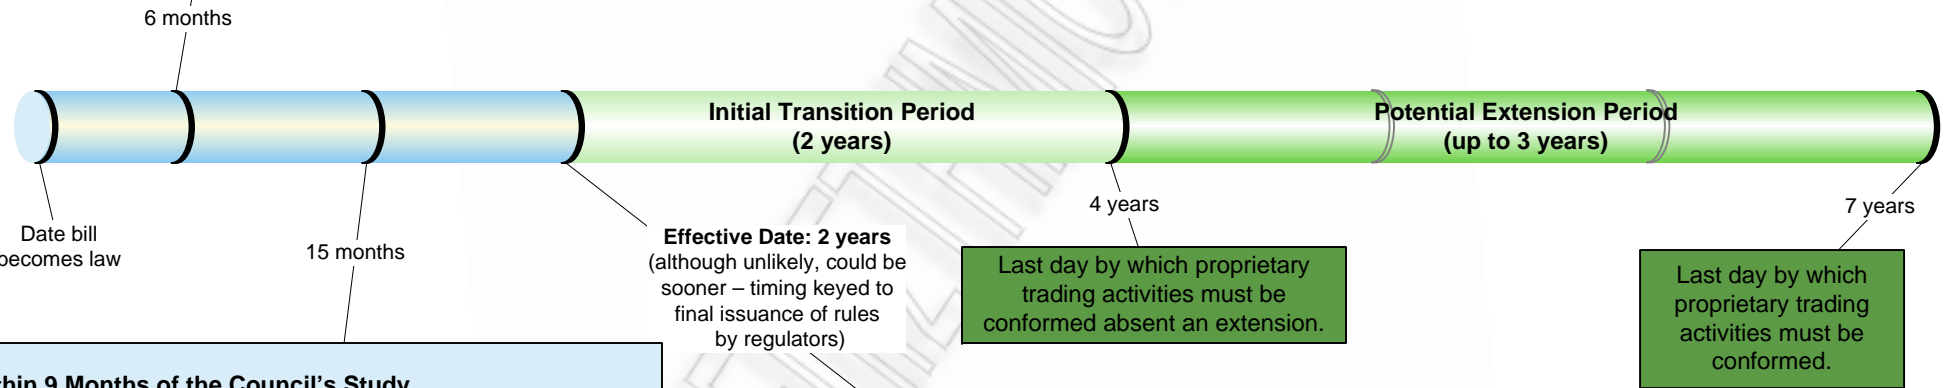 6 months
Initial Transition Period
(2 years)
Potential Extension Period
(up to 3 years)
4 years
7 years
Date bill
becomes law
15 months
Effective Date: 2 years
(although unlikely, could be
sooner – timing keyed to
final issuance of rules
by regulators)
Last day by which proprietary
trading activities must be
conformed absent an extension.
Last day by which
proprietary trading
activities must be
conformed.
9 Months of the Council's Study